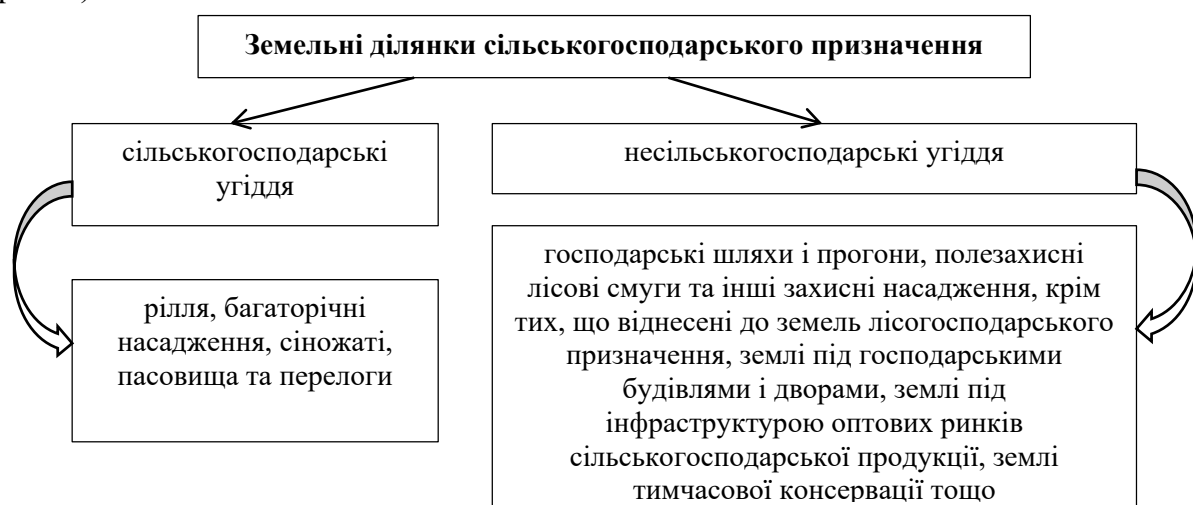 Земельні ділянки сільськогосподарського призначення
сільськогосподарські
угіддя
несільськогосподарські угіддя
рілля, багаторічні
насадження, сіножаті,
пасовища та перелоги
господарські шляхи і прогони, полезахисні
лісові смуги та інші захисні насадження, крім
тих, що віднесені до земель лісогосподарського
призначення, землі під господарськими
будівлями і дворами, землі під
інфраструктурою оптових ринків
сільськогосподарської продукції, землі
тимчасової консервації тощо